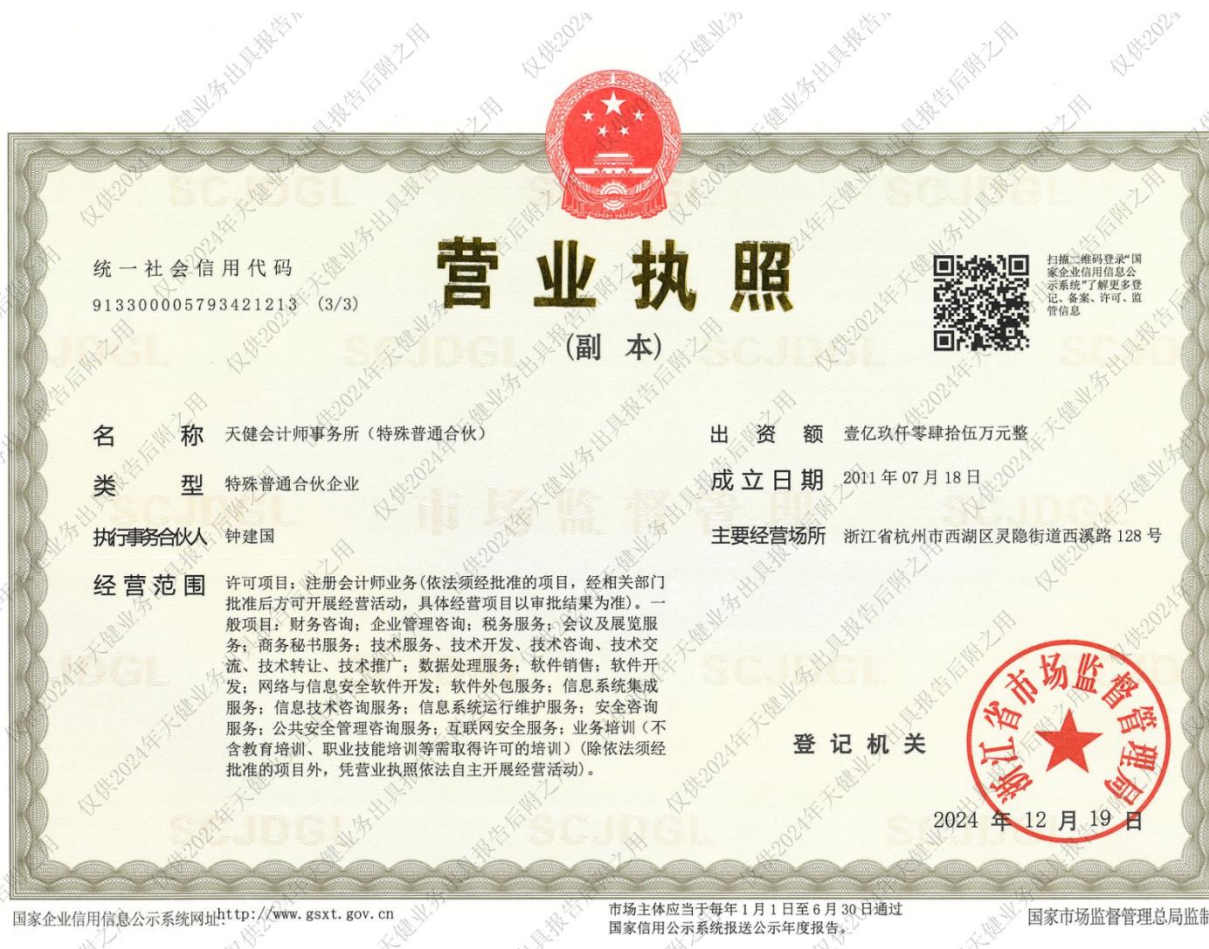 统一社会信用代码
913300005793421213 (3/3)
营业执照
(副 本)
扫描二维码登录“国
家企业信用信息公
示系统”了解更多登
记、备案、许可、监
管信息
名 称 天健会计师事务所（特殊普通合伙）
类 型 特殊普通合伙企业
执行事务合伙人 钟建国
经营范围 许可项目：注册会计师业务(依法须经批准的项目，经相关部门
批准后方可开展经营活动，具体经营项目以审批结果为准)。一
般项目：财务咨询；企业管理咨询；税务服务；会议及展览服
务；商务秘书服务；技术服务、技术开发、技术咨询、技术交
流、技术转让、技术推广；数据处理服务；软件销售；软件开
发；网络与信息安全软件开发；软件外包服务；信息系统集成
服务；信息技术咨询服务；信息系统运行维护服务；安全咨询
服务；公共安全管理咨询服务；互联网安全服务；业务培训（不
含教育培训、职业技能培训等需取得许可的培训）(除依法须经
批准的项目外，凭营业执照依法自主开展经营活动)。
出 资 额 壹亿玖仟零肆拾伍万元整
成立日期 2011 年 07 月 18 日
主要经营场所 浙江省杭州市西湖区灵隐街道西溪路 128 号
登记机关
浙江省市场监督管理局
2024 年 12 月 19 日
国家企业信用信息公示系统网址:http://www.gsxt.gov.cn
市场主体应当于每年 1 月 1 日至 6 月 30 日通过
国家信用公示系统报送公示年度报告。
国家市场监督管理总局监制
仅供2024年天健业务出具报告后附之用
SCJDGL
市场监督管理